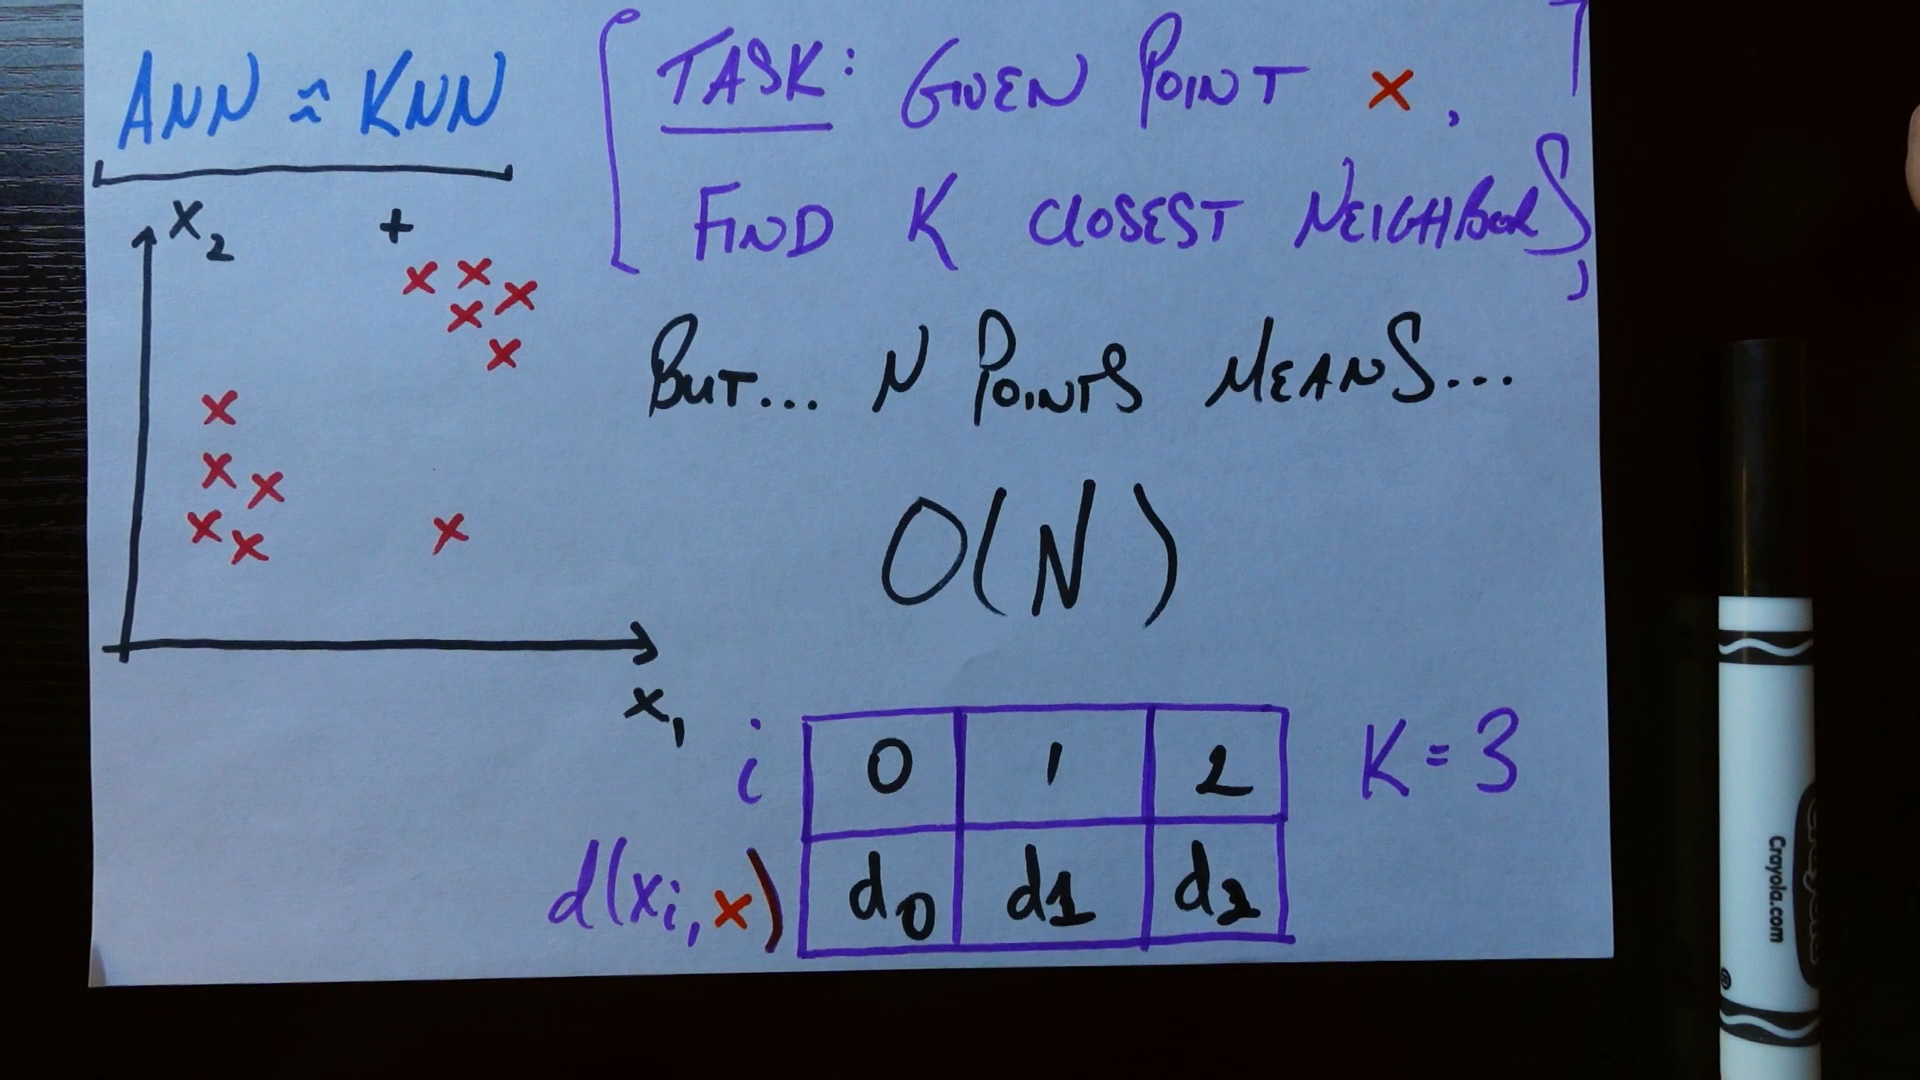 ANN ≈ KNN
TASK: GIVEN POINT x,
FIND K CLOSEST NEIGHBORS,
BUT... N POINTS MEANS...
O(N)
x2
+
x1
i 0 1 2 K = 3
d(xi, x) d0 d1 d2
Crayola.com